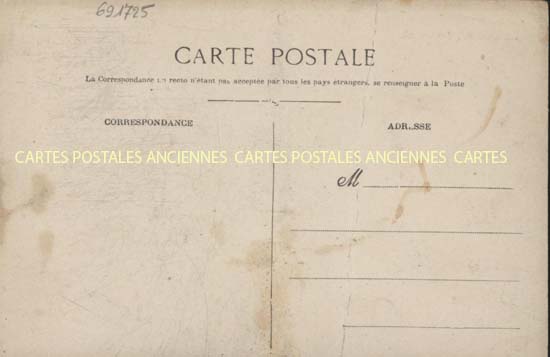 691725
CARTE POSTALE
La Correspondance au recto n'étant pas acceptée par tous les pays étrangers, se renseigner à la Poste
CORRESPONDANCE
ADRESSE
CARTES POSTALES ANCIENNES CARTES POSTALES ANCIENNES CARTES
M